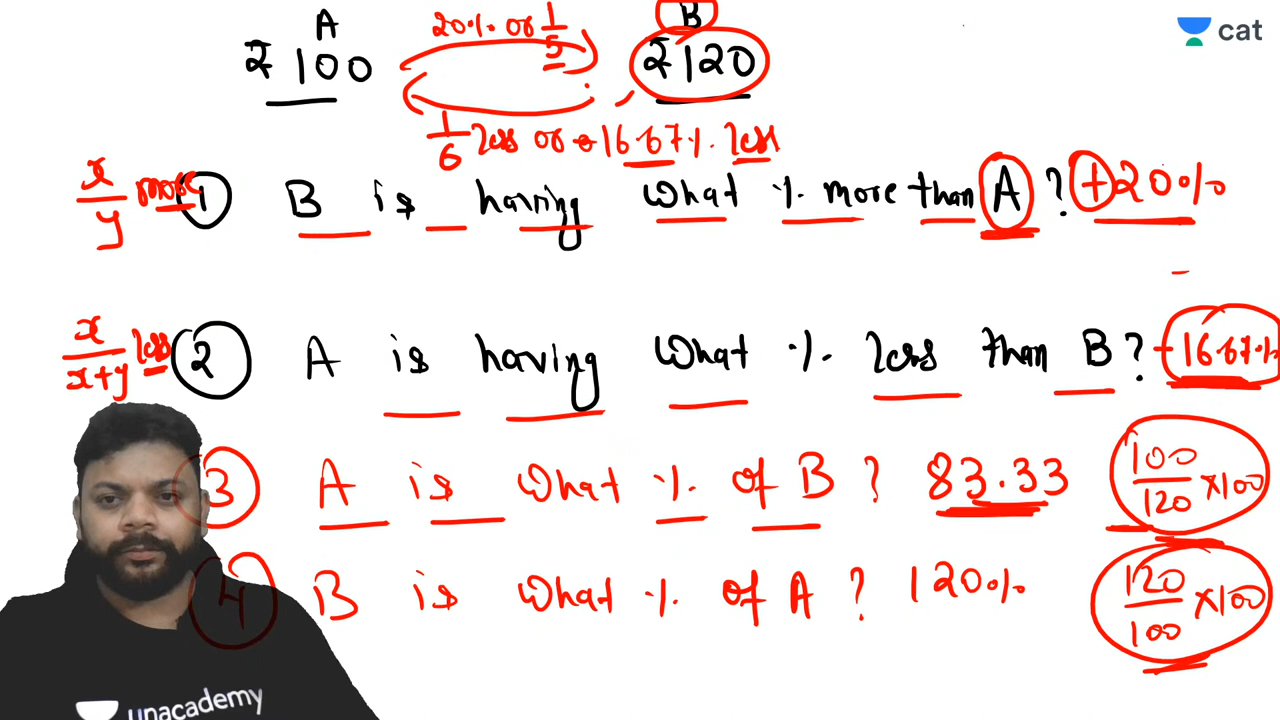 A 20% or 1/5 B
cat
₹ 100 ₹ 120
1/6 less or → 16.67% less
x/y more 1 B is having what % more than A? +20%
x/x+y less 2 A is having what % less than B? -16.67%
3 A is what % of B? 83.33 100/120 × 100
4 B is what % of A? 120% 120/100 × 100
unacademy